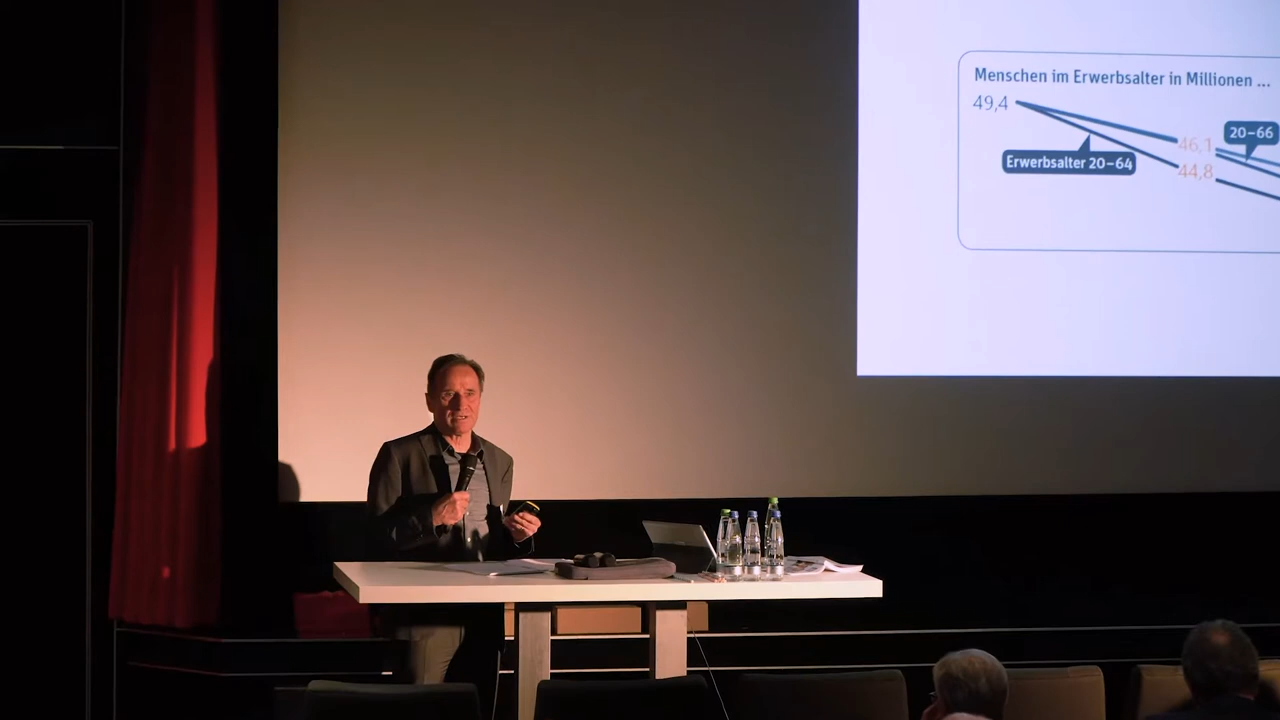 Menschen im Erwerbsalter in Millionen ...
49,4
46,1
20–66
Erwerbsalter 20–64
44,8